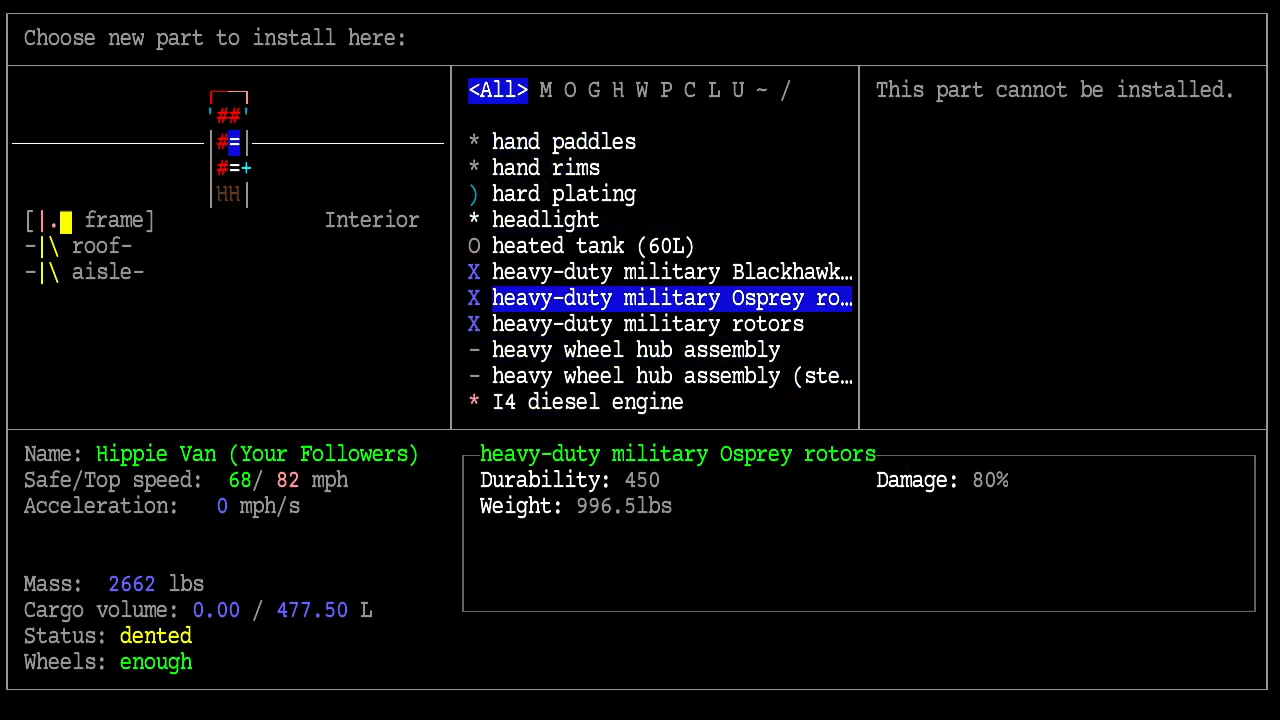 Choose new part to install here:
<All> M O G H W P C L U ~ /
This part cannot be installed.
'##'
#=
#=+
HH
[|. frame] Interior
-|\ roof-
-|\ aisle-
* hand paddles
* hand rims
) hard plating
* headlight
O heated tank (60L)
X heavy-duty military Blackhawk…
X heavy-duty military Osprey ro…
X heavy-duty military rotors
- heavy wheel hub assembly
- heavy wheel hub assembly (ste…
* I4 diesel engine
Name: Hippie Van (Your Followers)
Safe/Top speed: 68/ 82 mph
Acceleration: 0 mph/s
Mass: 2662 lbs
Cargo volume: 0.00 / 477.50 L
Status: dented
Wheels: enough
heavy-duty military Osprey rotors
Durability: 450 Damage: 80%
Weight: 996.5lbs